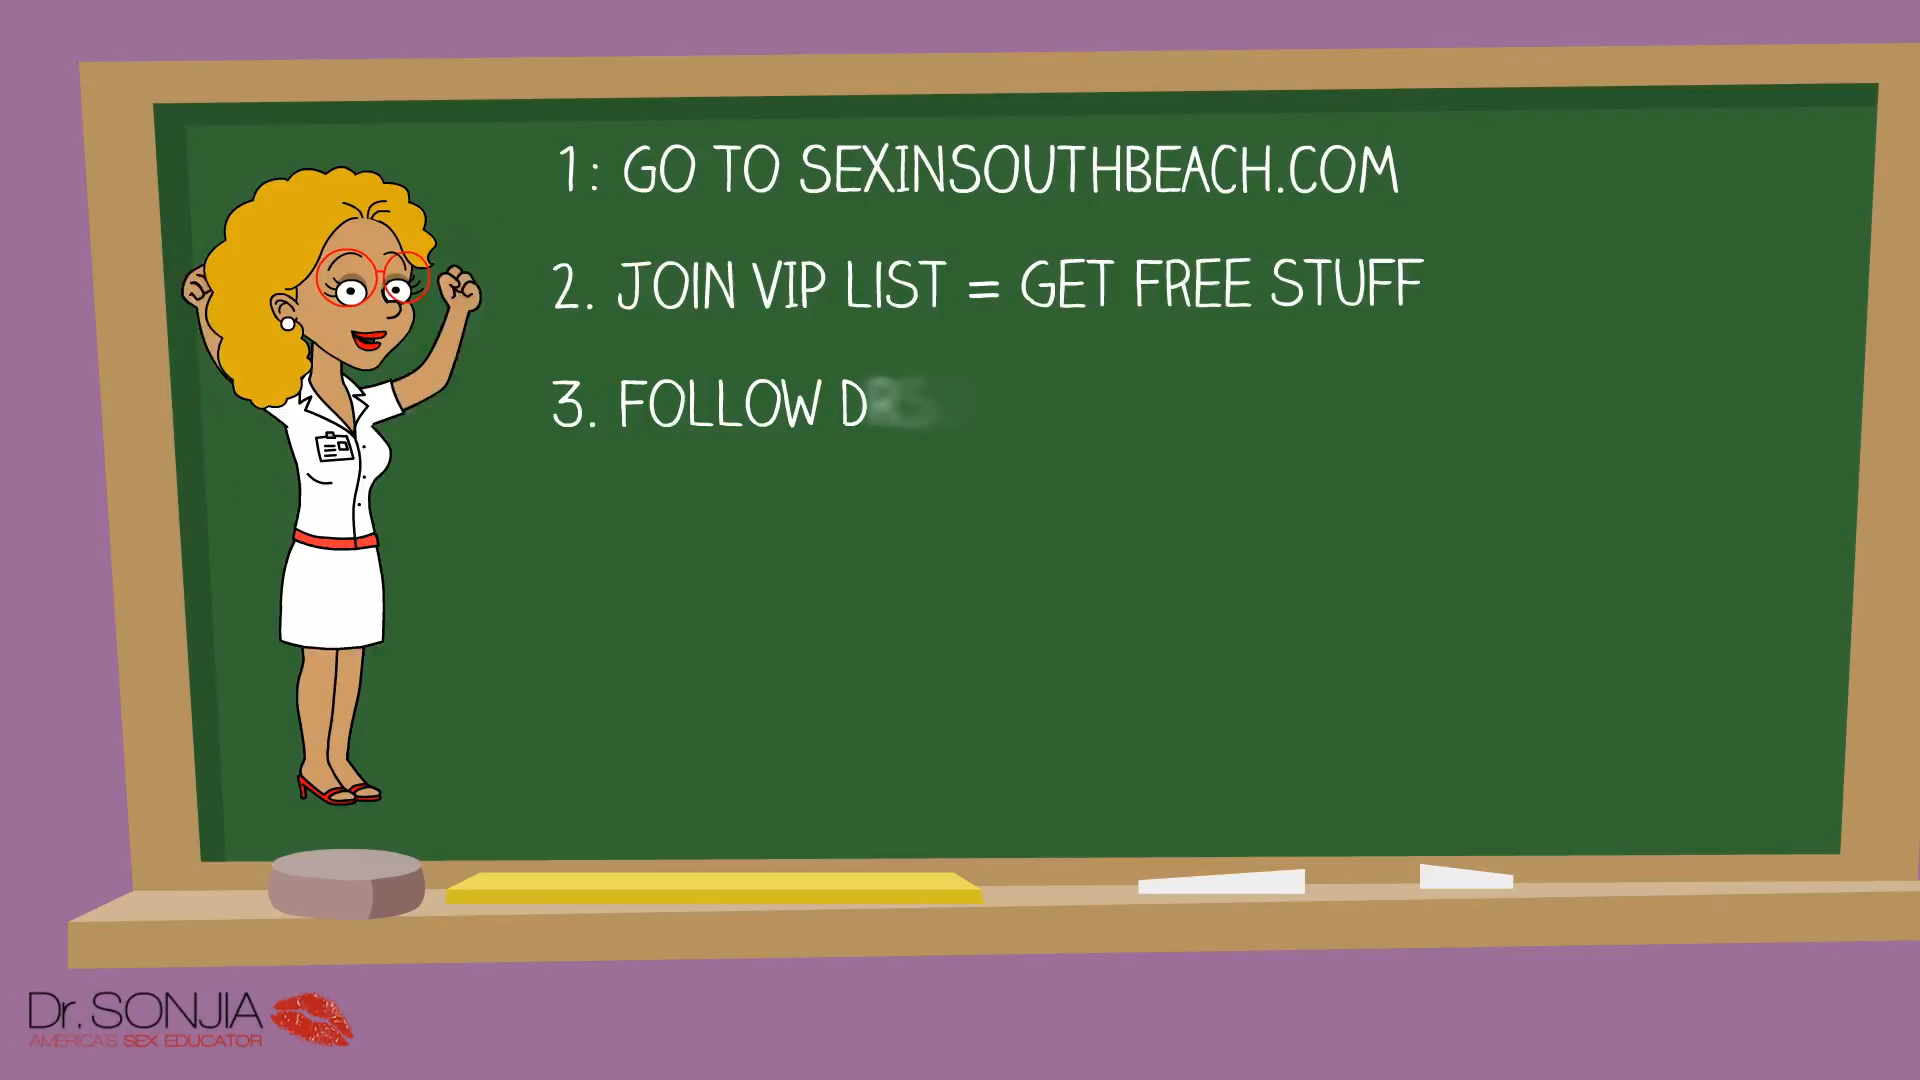 1: GO TO SEXINSOUTHBEACH.COM
2. JOIN VIP LIST = GET FREE STUFF
3. FOLLOW D
Dr. SONJIA
AMERICA'S SEX EDUCATOR